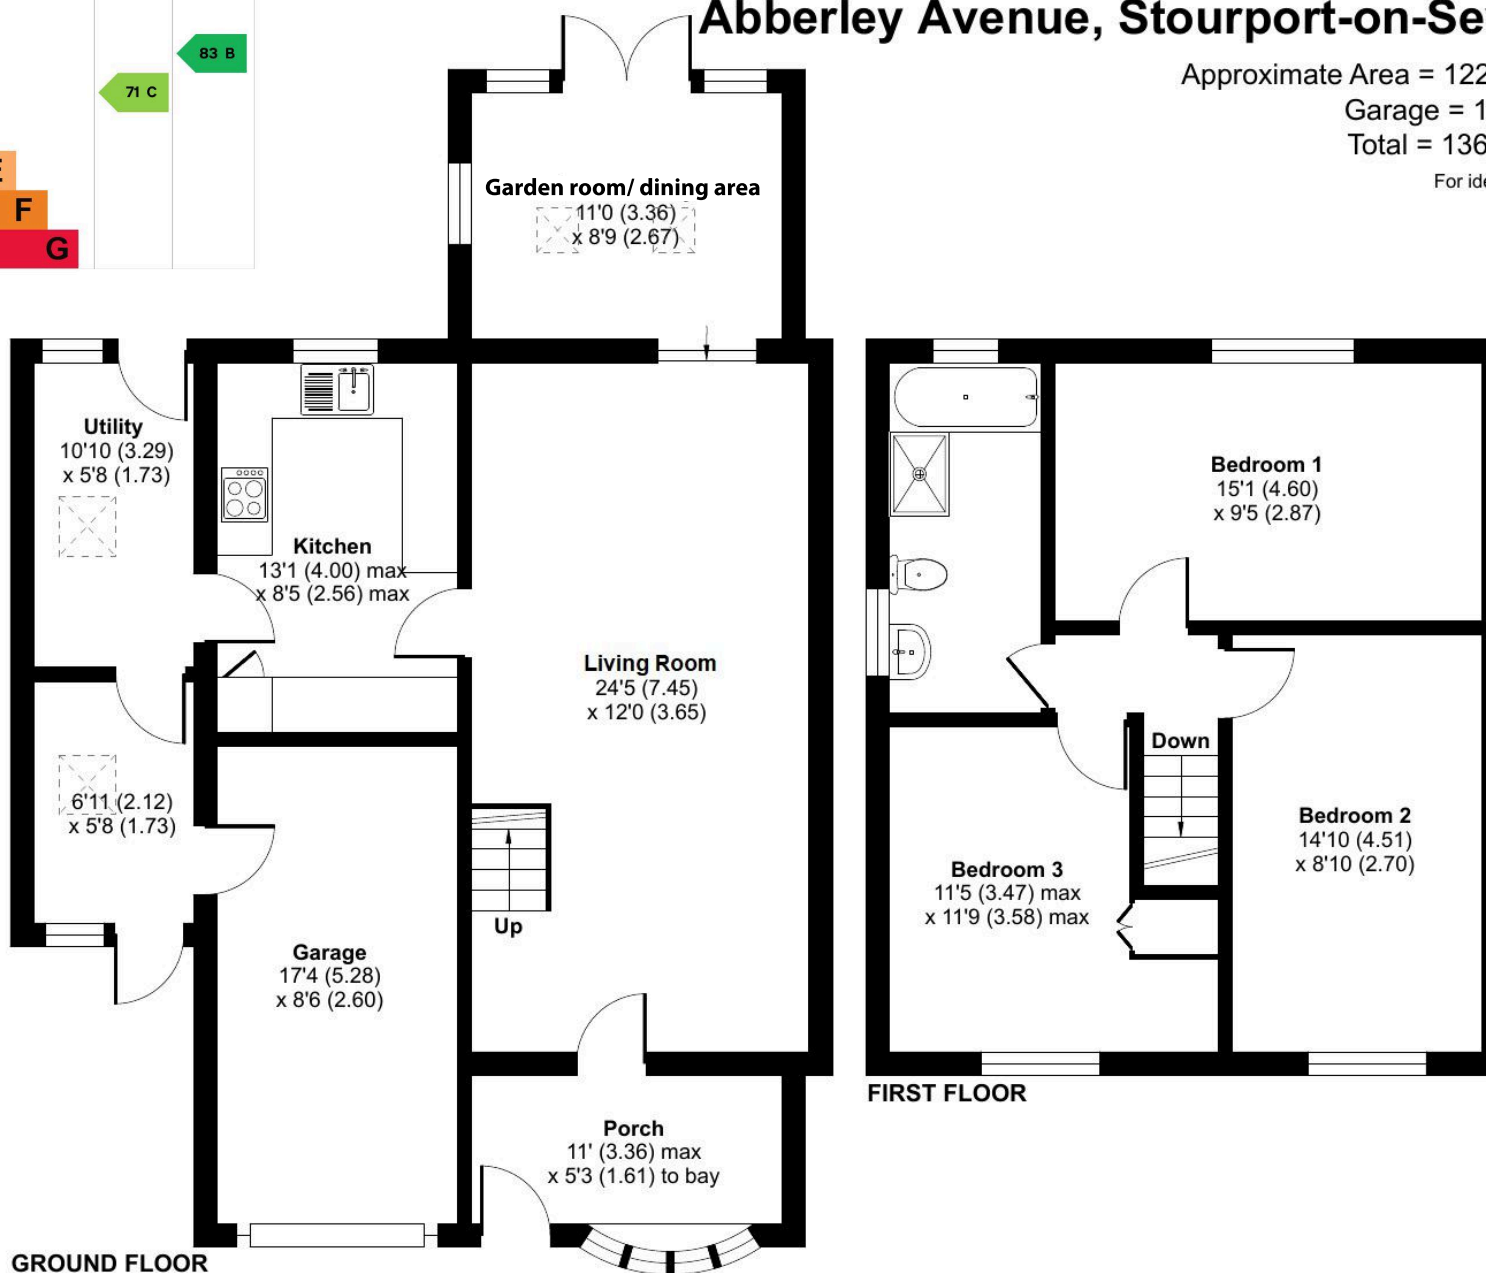 Abberley Avenue, Stourport-on-Se
Approximate Area = 122
Garage = 1
Total = 136
For ide
83 B
71 C
E
F
G
Garden room/ dining area
11'0 (3.36)
x 8'9 (2.67)
Utility
10'10 (3.29)
x 5'8 (1.73)
Kitchen
13'1 (4.00) max
x 8'5 (2.56) max
Living Room
24'5 (7.45)
x 12'0 (3.65)
6'11 (2.12)
x 5'8 (1.73)
Up
Garage
17'4 (5.28)
x 8'6 (2.60)
Porch
11' (3.36) max
x 5'3 (1.61) to bay
GROUND FLOOR
Bedroom 1
15'1 (4.60)
x 9'5 (2.87)
Down
Bedroom 2
14'10 (4.51)
x 8'10 (2.70)
Bedroom 3
11'5 (3.47) max
x 11'9 (3.58) max
FIRST FLOOR